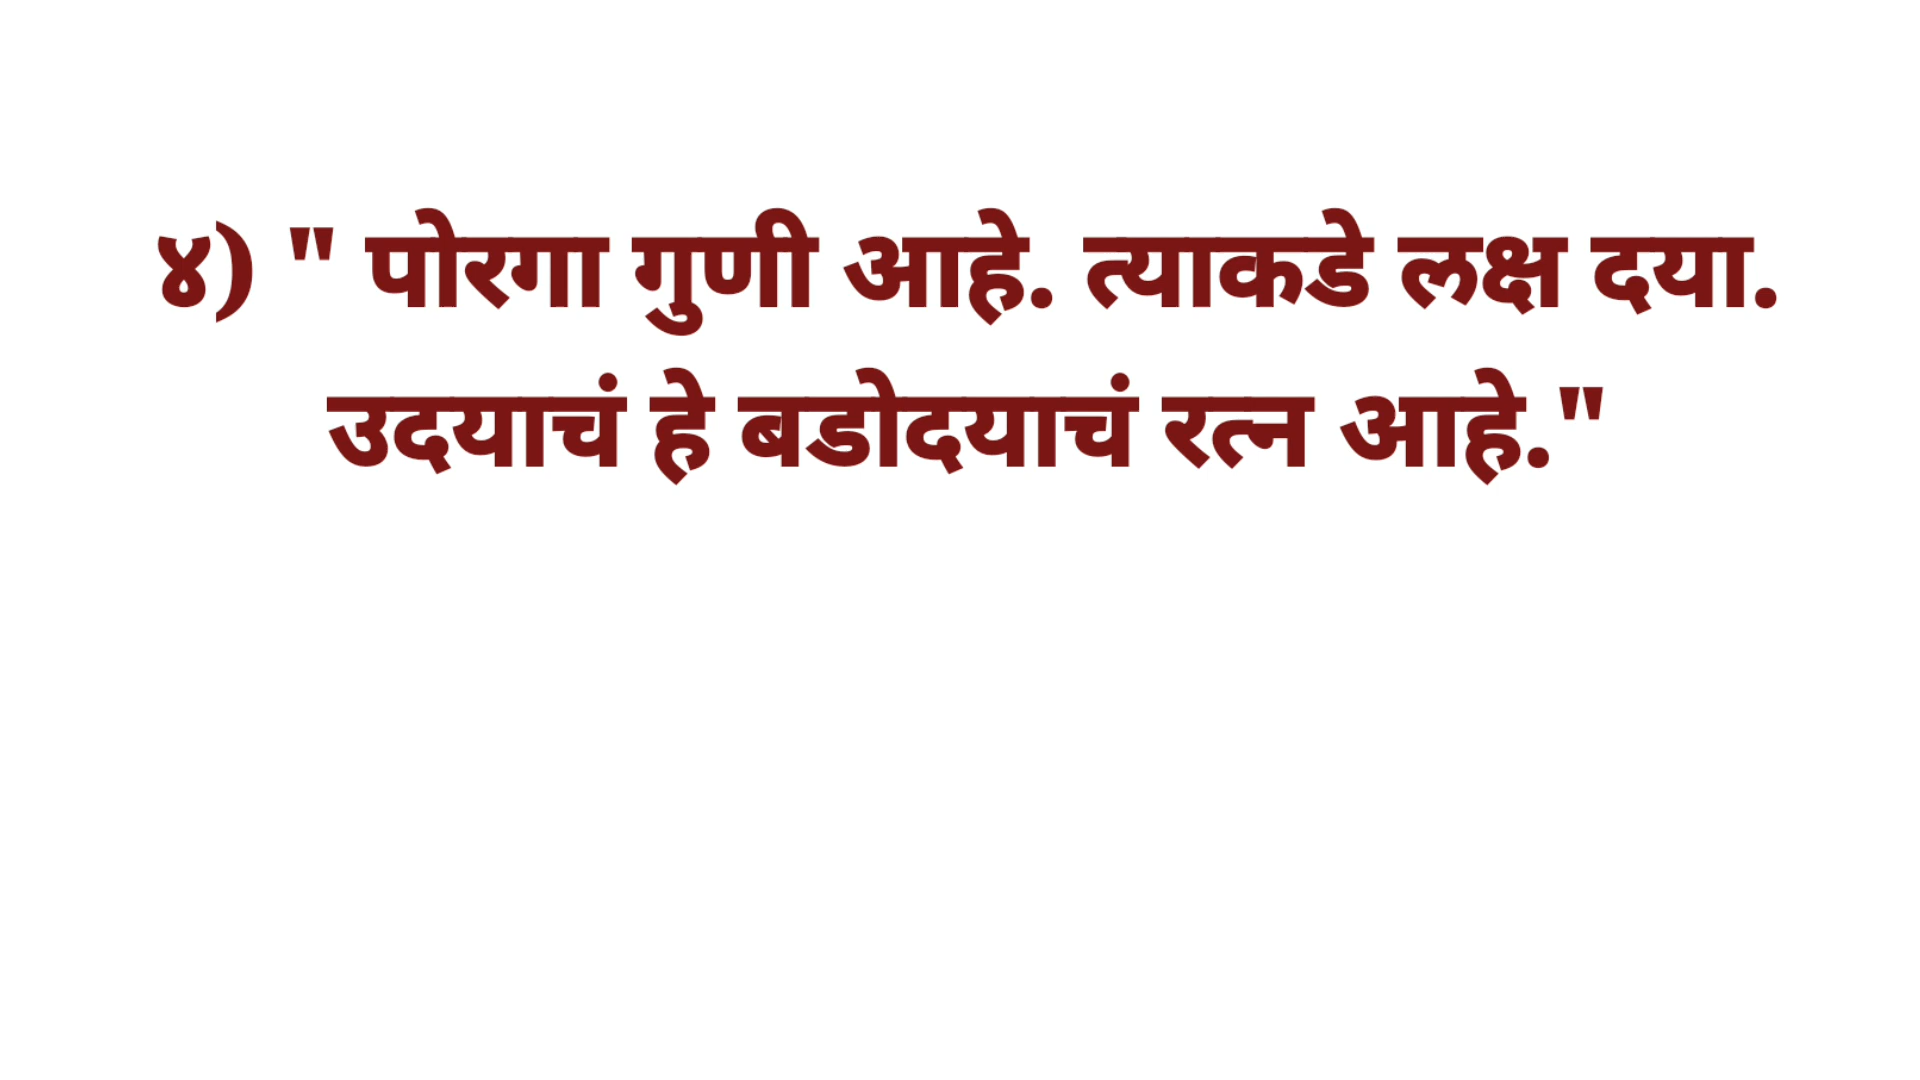 ४) " पोरगा गुणी आहे. त्याकडे लक्ष दया.
उदयाचं हे बडोदयाचं रत्न आहे."